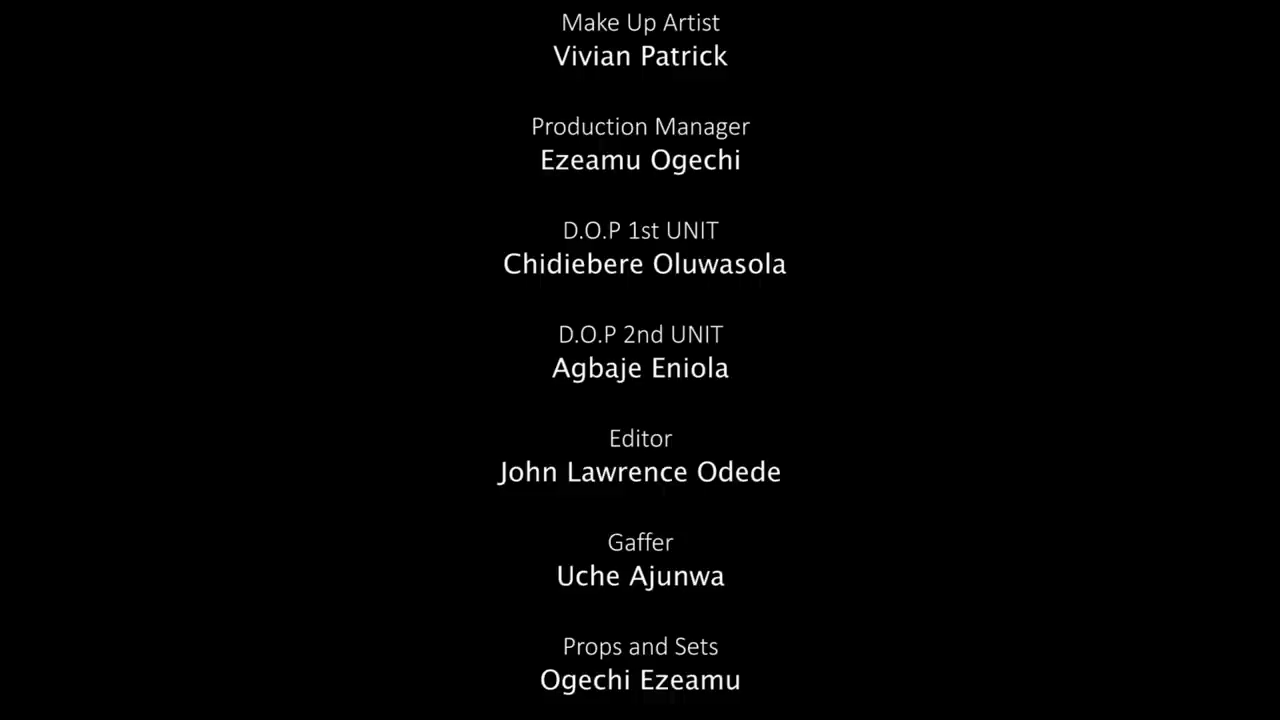 Make Up Artist
Vivian Patrick
Production Manager
Ezeamu Ogechi
D.O.P 1st UNIT
Chidiebere Oluwasola
D.O.P 2nd UNIT
Agbaje Eniola
Editor
John Lawrence Odede
Gaffer
Uche Ajunwa
Props and Sets
Ogechi Ezeamu